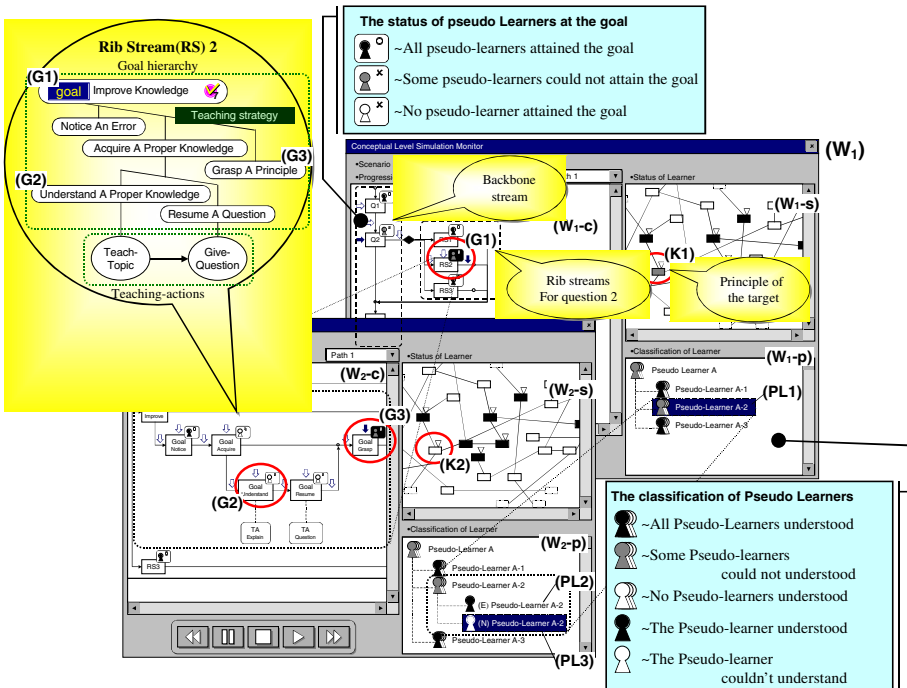 Rib Stream(RS) 2
Goal hierarchy
(G1)
goal Improve Knowledge
Teaching strategy
Notice An Error
Acquire A Proper Knowledge
(G3)
Grasp A Principle
(G2)
Understand A Proper Knowledge
Resume A Question
Teach-
Topic
Give-
Question
Teaching-actions
The status of pseudo Learners at the goal
~All pseudo-learners attained the goal
~Some pseudo-learners could not attain the goal
~No pseudo-learner attained the goal
Conceptual Level Simulation Monitor
(W1)
•Scenario
•Progressi
th 1
•Status of Learner
Backbone
stream
(W1-c)
(W1-s)
Q1
Q2
RS1
(G1)
RS2
RS3
(K1)
Rib streams
For question 2
Principle of
the target
•Classification of Learner
(W1-p)
Pseudo Learner A
Pseudo-Learner A-1
(PL1)
Pseudo-Learner A-2
Pseudo-Learner A-3
Path 1
•Status of Learner
(W2-c)
(W2-s)
(G3)
Improve
Goal
Notice
Goal
Acquire
Goal
Grasp
(K2)
(G2)
Goal
Understand
Goal
Resume
TA
Explain
TA
Question
RS3
•Classification of Learner
(W2-p)
Pseudo-Learner A
Pseudo-Learner A-1
Pseudo-Learner A-2
(PL2)
(E) Pseudo-Learner A-2
(N) Pseudo-Learner A-2
Pseudo-Learner A-3
(PL3)
The classification of Pseudo Learners
~All Pseudo-Learners understood
~Some Pseudo-learners
could not understood
~No Pseudo-learners understood
~The Pseudo-learner understood
~The Pseudo-learner
couldn't understand